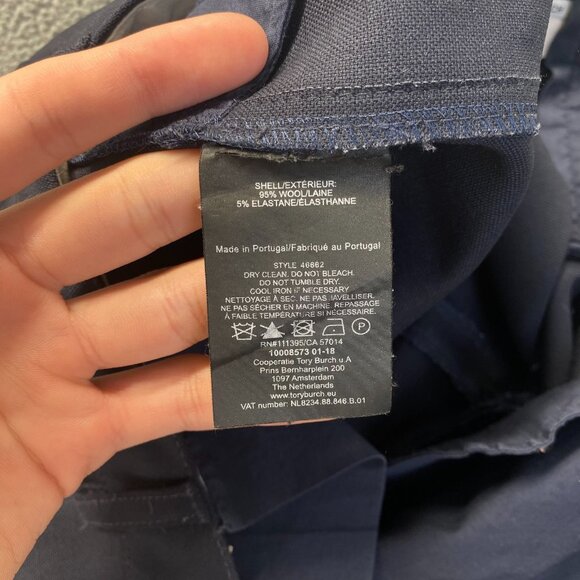 SHELL/EXTÉRIEUR:
95% WOOL/LAINE
5% ELASTANE/ÉLASTHANNE
Made in Portugal/Fabriqué au Portugal
STYLE 46662
DRY CLEAN. DO NOT BLEACH.
DO NOT TUMBLE DRY.
COOL IRON IF NECESSARY
NETTOYAGE À SEC. NE PAS JAVELLISER.
NE PAS SÉCHER EN MACHINE. REPASSAGE
À FAIBLE TEMPÉRATURE SI NÉCESSAIRE.
P
RN#111395/CA 57014
10008573 01-18
Cooperatie Tory Burch u.A
Prins Bernhardplein 200
1097 Amsterdam
The Netherlands
www.toryburch.eu
VAT number: NL8234.88.846.B.01